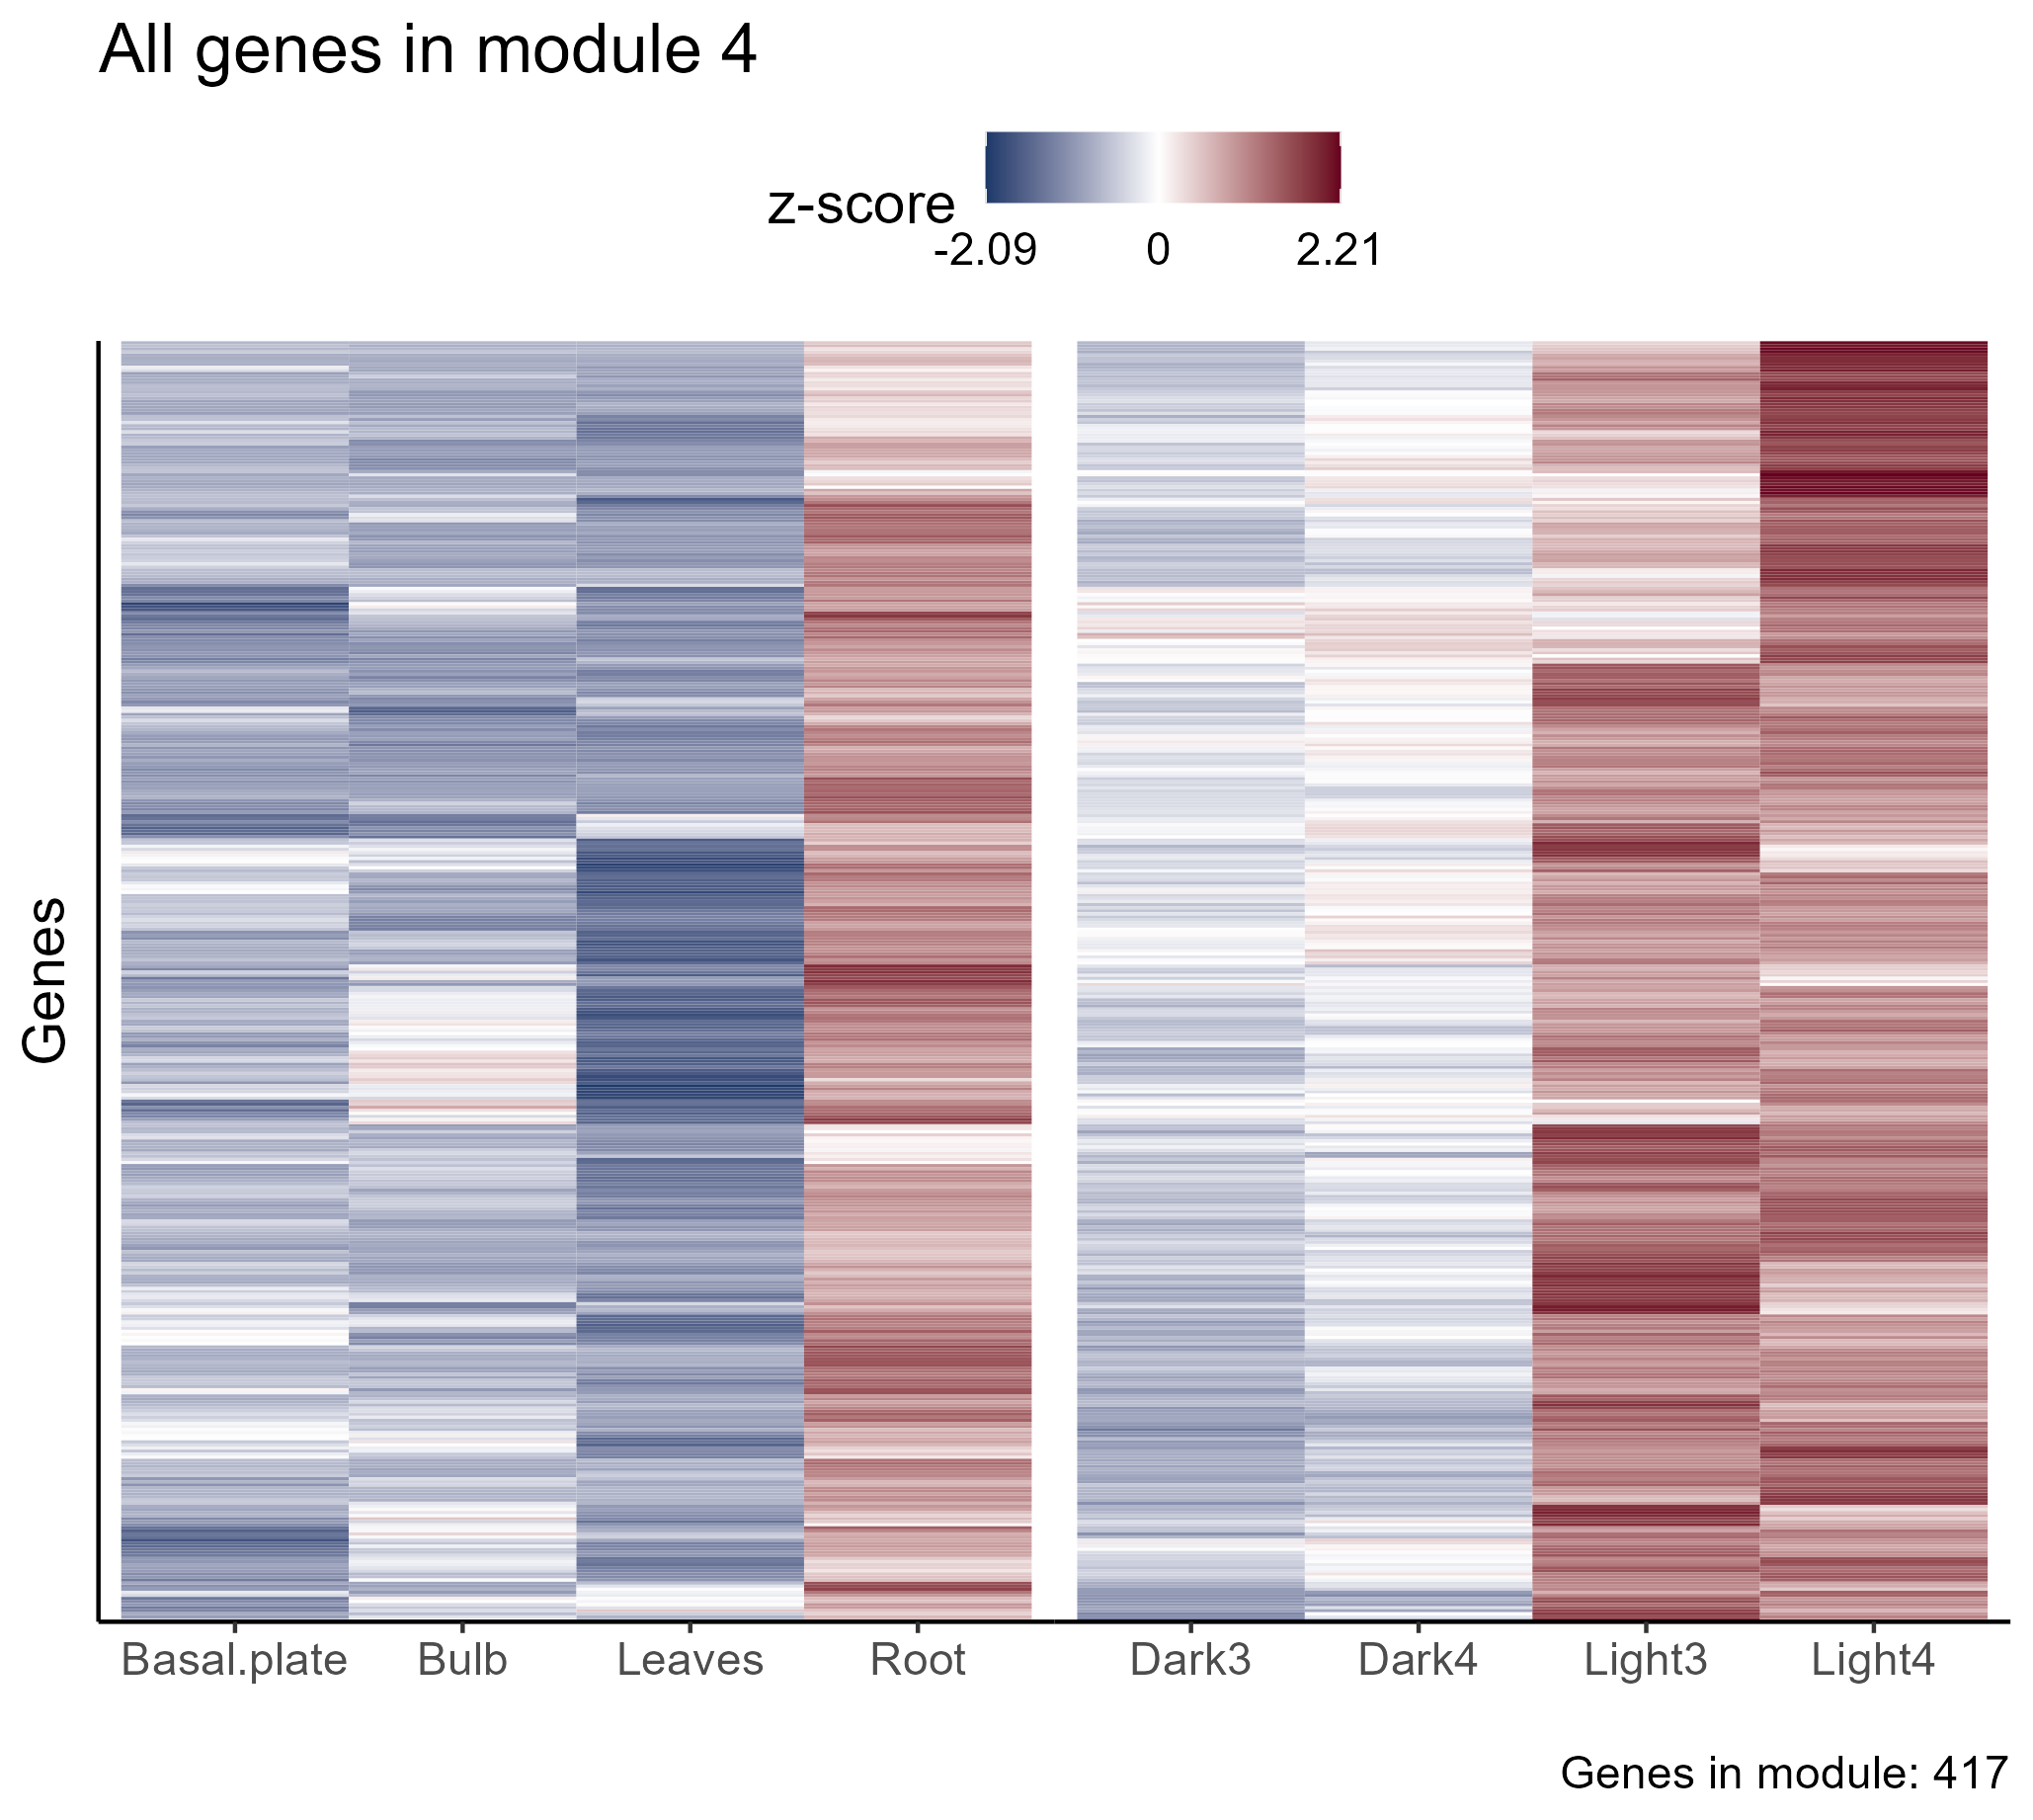 All genes in module 4
z-score
-2.09 0 2.21
Genes
Basal.plate Bulb Leaves Root Dark3 Dark4 Light3 Light4
Genes in module: 417